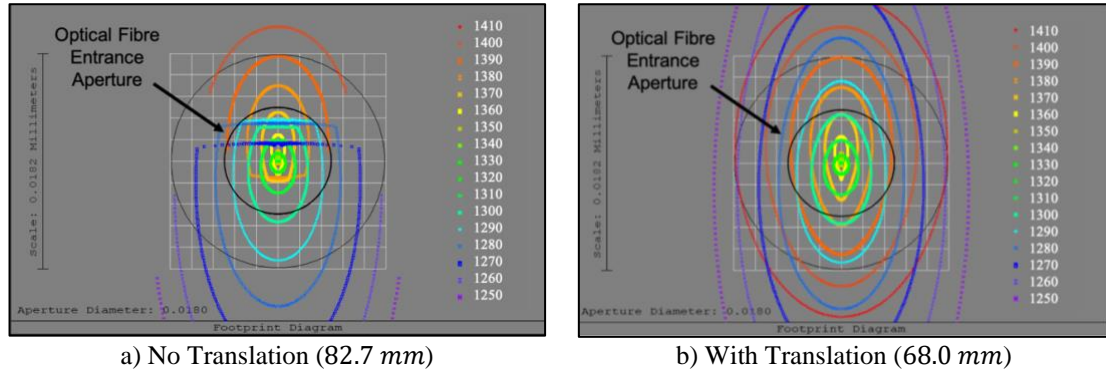 Optical Fibre
Entrance
Aperture
Scale: 0.0182 Millimeters
1410
1400
1390
1380
1370
1360
1350
1340
1330
1320
1310
1300
1290
1280
1270
1260
1250
Aperture Diameter: 0.0180
Footprint Diagram
a) No Translation (82.7 mm)
Optical Fibre
Entrance
Aperture
Scale: 0.0182 Millimeters
1410
1400
1390
1380
1370
1360
1350
1340
1330
1320
1310
1300
1290
1280
1270
1260
1250
Aperture Diameter: 0.0180
Footprint Diagram
b) With Translation (68.0 mm)